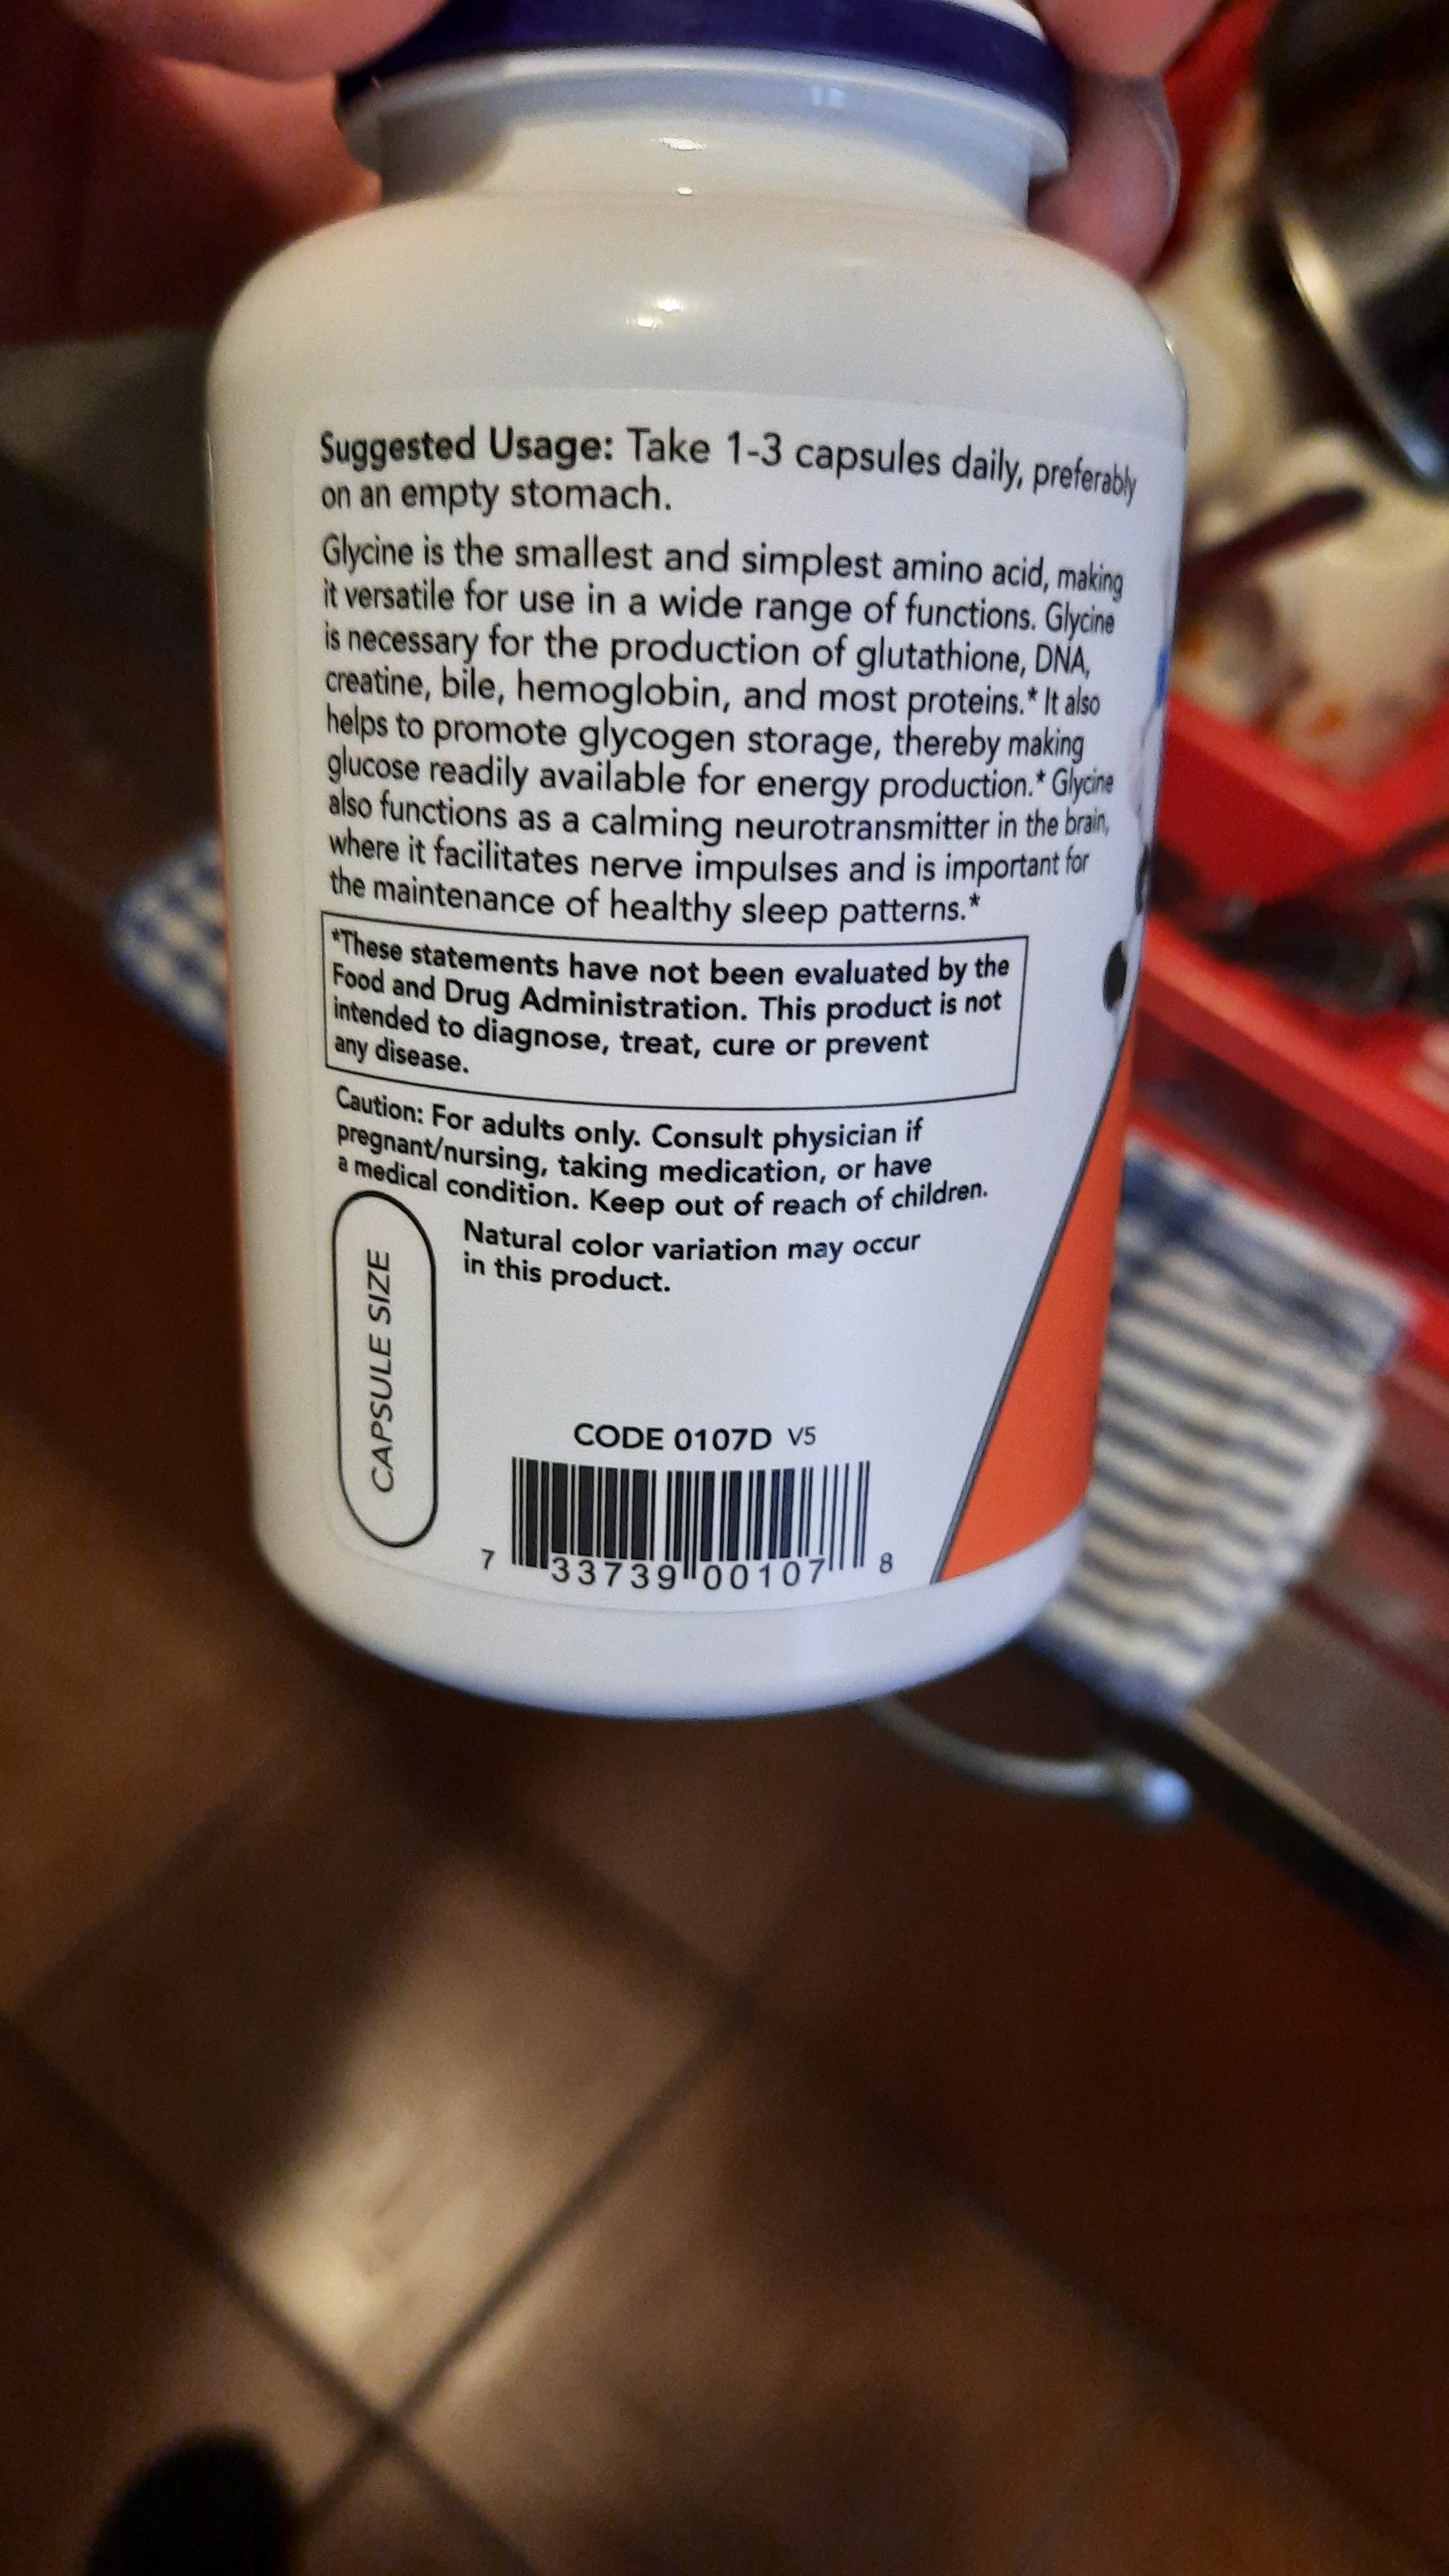 Suggested Usage: Take 1-3 capsules daily, preferably
on an empty stomach.
Glycine is the smallest and simplest amino acid, making
it versatile for use in a wide range of functions. Glycine
is necessary for the production of glutathione, DNA,
creatine, bile, hemoglobin, and most proteins.* It also
helps to promote glycogen storage, thereby making
glucose readily available for energy production.* Glycine
also functions as a calming neurotransmitter in the brain,
where it facilitates nerve impulses and is important for
the maintenance of healthy sleep patterns.*
*These statements have not been evaluated by the
Food and Drug Administration. This product is not
intended to diagnose, treat, cure or prevent
any disease.
Caution: For adults only. Consult physician if
pregnant/nursing, taking medication, or have
a medical condition. Keep out of reach of children.
Natural color variation may occur
in this product.
CAPSULE SIZE
CODE 0107D V5
7 33739 00107 8